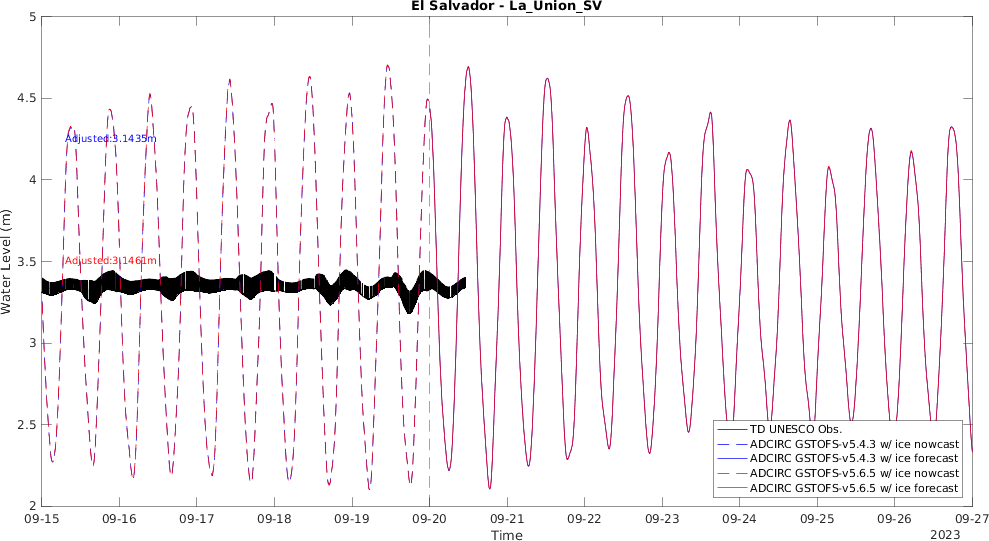 El Salvador - La_Union_SV
5
4.5
4
3.5
3
2.5
2
Water Level (m)
Adjusted:3.1435m
Adjusted:3.1461m
TD UNESCO Obs.
ADCIRC GSTOFS-v5.4.3 w/ ice nowcast
ADCIRC GSTOFS-v5.4.3 w/ ice forecast
ADCIRC GSTOFS-v5.6.5 w/ ice nowcast
ADCIRC GSTOFS-v5.6.5 w/ ice forecast
09-15 09-16 09-17 09-18 09-19 09-20 09-21 09-22 09-23 09-24 09-25 09-26 09-27
Time
2023